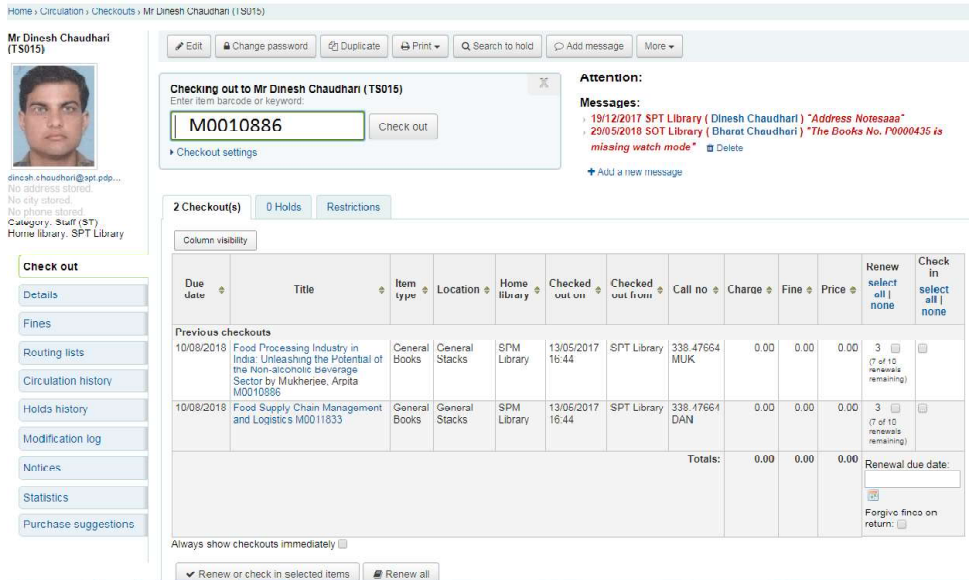 Home › Circulation › Checkouts › Mr Dinesh Chaudhari (TS015)
Mr Dinesh Chaudhari
(TS015)
dinesh.chaudhari@spt.pdp...
No address stored.
No city stored.
No phone stored.
Category: Staff (ST)
Home library: SPT Library
Check out
Details
Fines
Routing lists
Circulation history
Holds history
Modification log
Notices
Statistics
Purchase suggestions
Edit Change password Duplicate Print Search to hold Add message More
Checking out to Mr Dinesh Chaudhari (TS015) X
Enter item barcode or keyword:
M0010886 Check out
Checkout settings
Attention:
Messages:
19/12/2017 SPT Library ( Dinesh Chaudhari ) "Address Notesaaa"
29/05/2018 SOT Library ( Bharat Chaudhari ) "The Books No. P0000435 is
missing watch mode" Delete
+ Add a new message
2 Checkout(s) 0 Holds Restrictions
Column visibility
Due date Title Item type Location Home library Checked out on Checked out from Call no Charge Fine Price Renew select all | none Check in select all | none
Previous checkouts
10/08/2018 Food Processing Industry in India: Unleashing the Potential of the Non-alcoholic Beverage Sector by Mukherjee, Arpita M0010886 General Books General Stacks SPM Library 13/05/2017 16:44 SPT Library 338.47664 MUK 0.00 0.00 0.00 3 (7 of 10 renewals remaining)
10/08/2018 Food Supply Chain Management and Logistics M0011833 General Books General Stacks SPM Library 13/06/2017 16:44 SPT Library 338.47664 DAN 0.00 0.00 0.00 3 (7 of 10 renewals remaining)
Totals: 0.00 0.00 0.00 Renewal due date:
Forgive fines on return:
Always show checkouts immediately
Renew or check in selected items Renew all